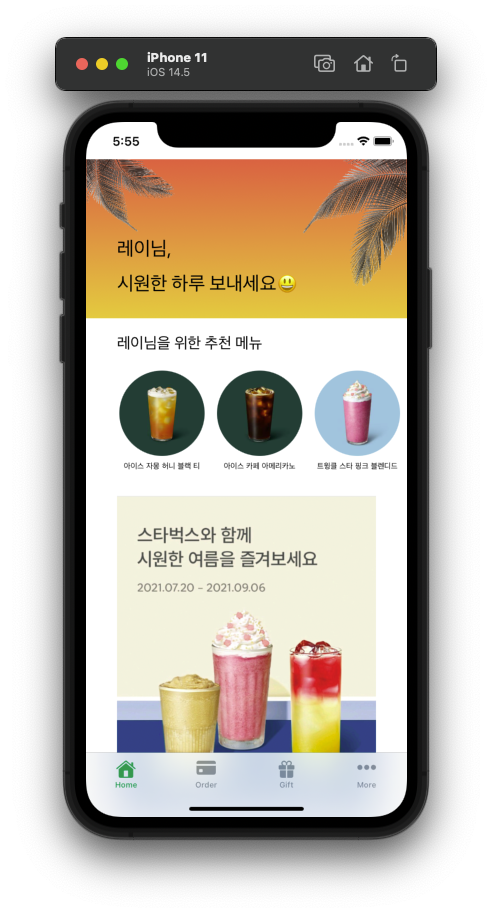 iPhone 11
iOS 14.5
5:55
레이님,
시원한 하루 보내세요😃
레이님을 위한 추천 메뉴
아이스 자몽 허니 블랙 티
아이스 카페 아메리카노
트윙클 스타 핑크 블렌디드
스타벅스와 함께
시원한 여름을 즐겨보세요
2021.07.20 - 2021.09.06
Home
Order
Gift
More